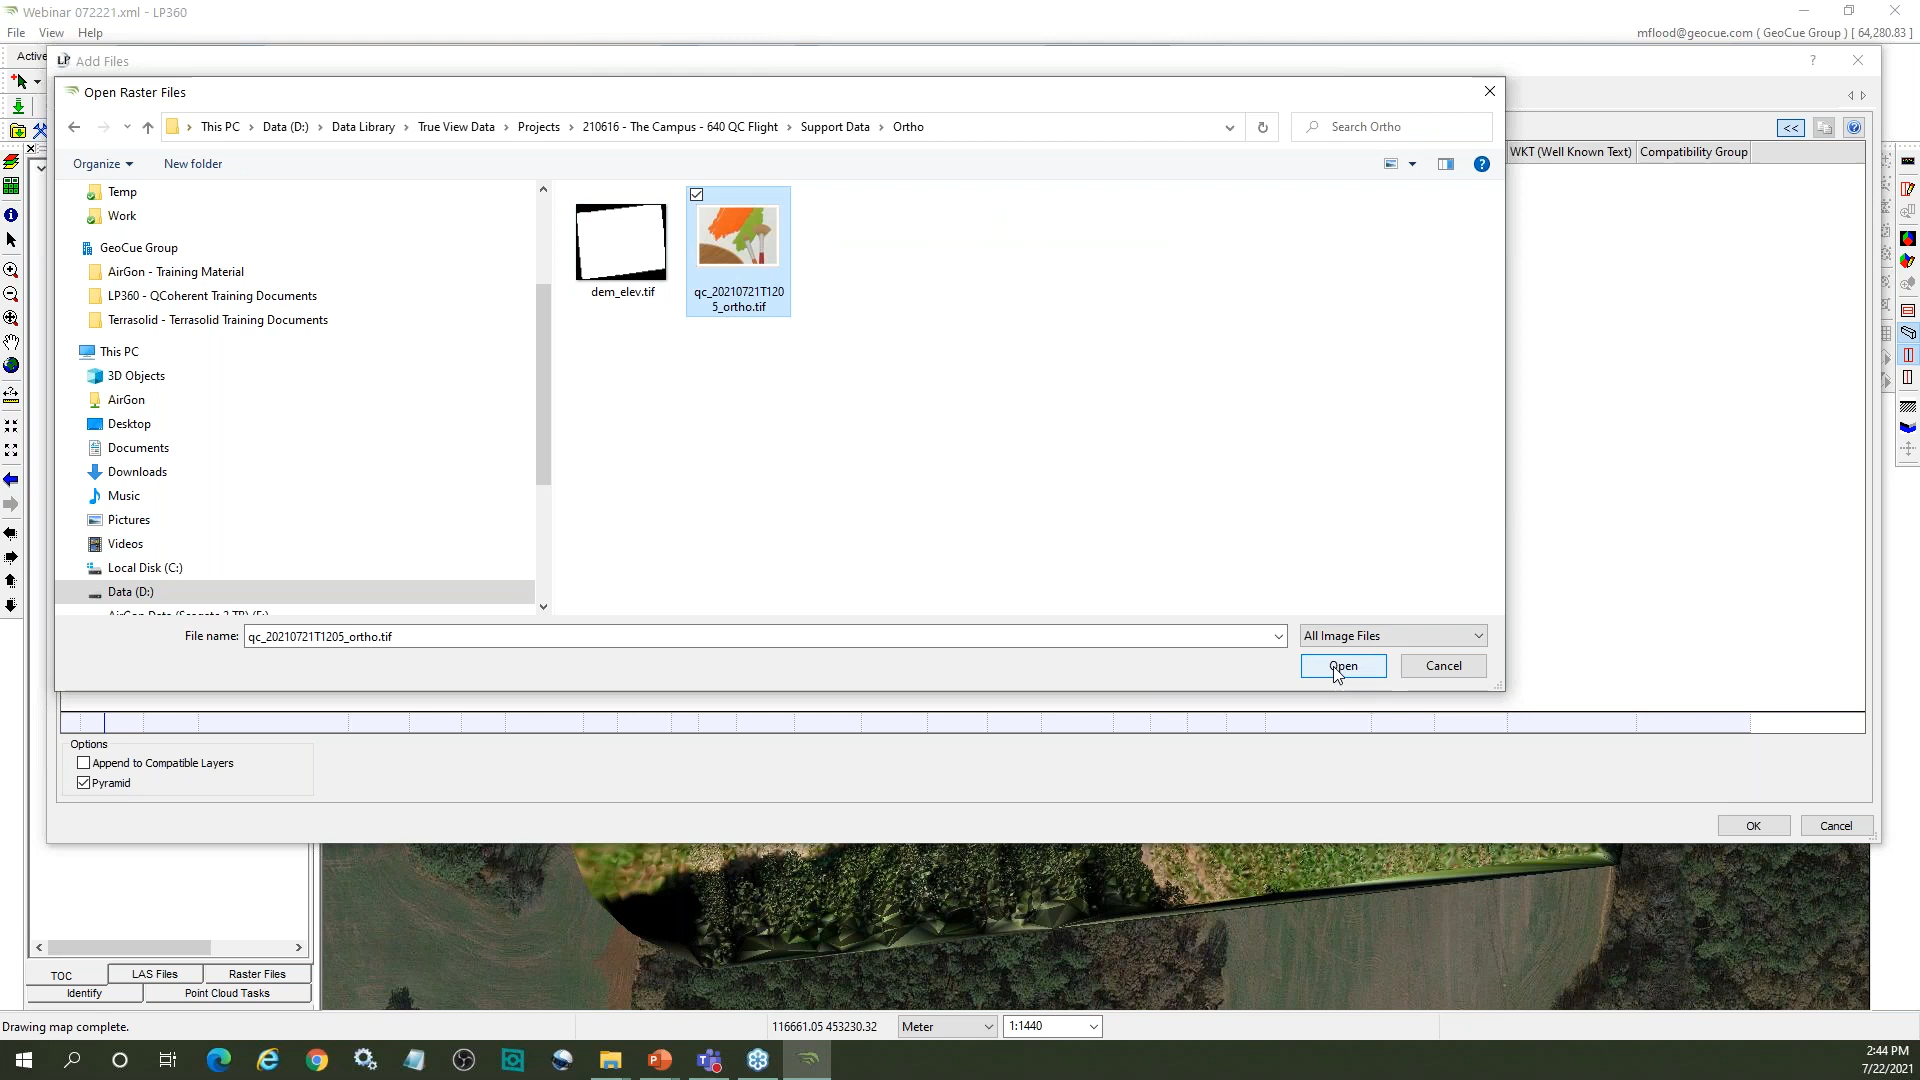 Webinar 072221.xml - LP360
File View Help
mflood@geocue.com ( GeoCue Group ) [ 64,280.83 ]
Active
LP Add Files
Open Raster Files
This PC > Data (D:) > Data Library > True View Data > Projects > 210616 - The Campus - 640 QC Flight > Support Data > Ortho
Search Ortho
<<
Organize New folder
WKT (Well Known Text) Compatibility Group
Temp
Work
GeoCue Group
AirGon - Training Material
LP360 - QCoherent Training Documents
Terrasolid - Terrasolid Training Documents
This PC
3D Objects
AirGon
Desktop
Documents
Downloads
Music
Pictures
Videos
Local Disk (C:)
Data (D:)
dem_elev.tif
qc_20210721T120
5_ortho.tif
File name: qc_20210721T1205_ortho.tif
All Image Files
Open Cancel
Options
Append to Compatible Layers
Pyramid
OK Cancel
TOC LAS Files Raster Files
Identify Point Cloud Tasks
Drawing map complete.
116661.05 453230.32 Meter 1:1440
2:44 PM
7/22/2021